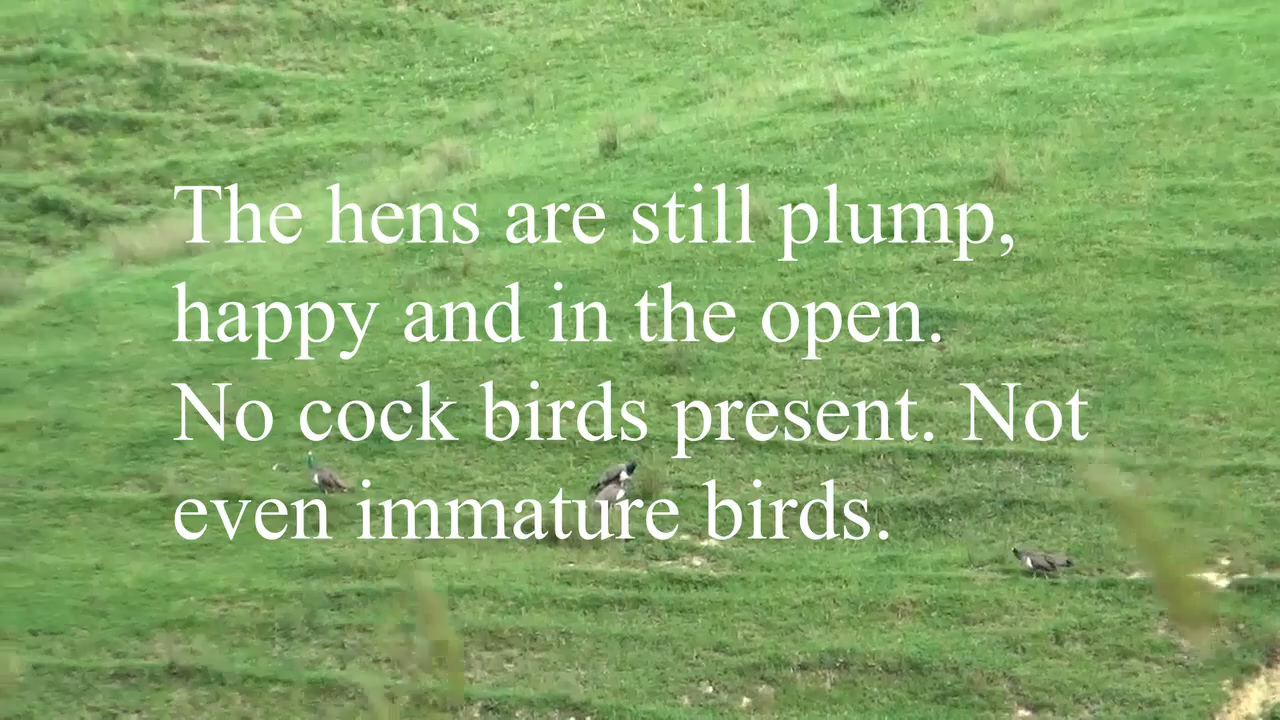 The hens are still plump,
happy and in the open.
No cock birds present. Not
even immature birds.